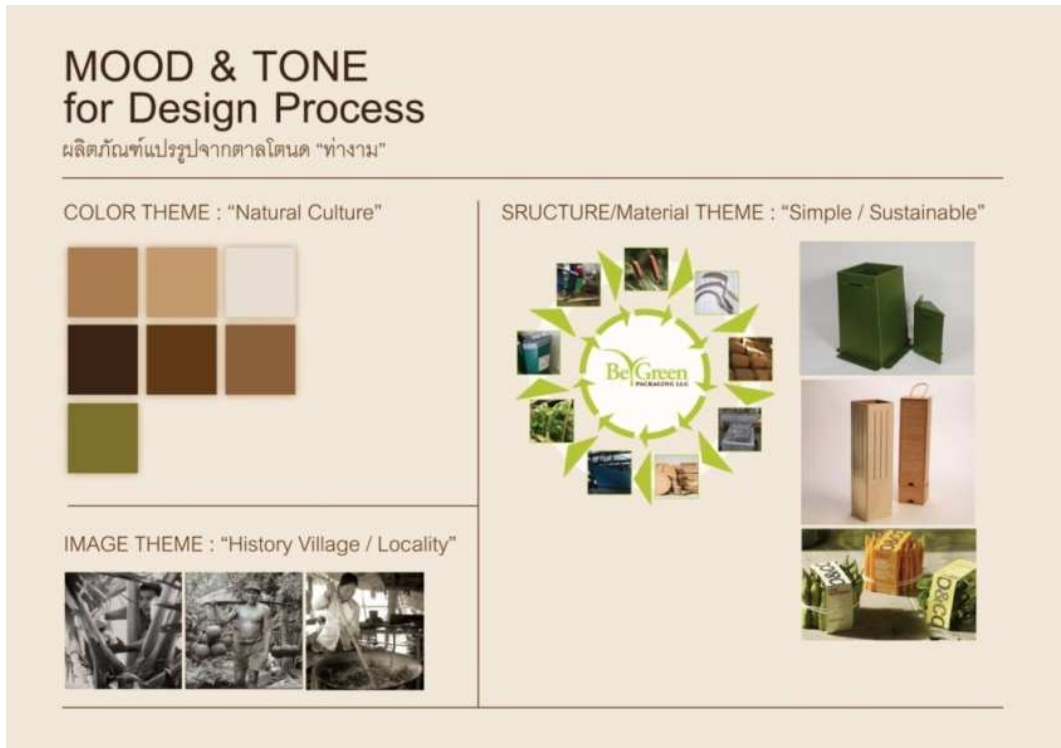 MOOD & TONE
for Design Process
ผลิตภัณฑ์แปรรูปจากตาลโตนด “ท่างาม”
COLOR THEME : “Natural Culture”
SRUCTURE/Material THEME : “Simple / Sustainable”
Be Green
PACKAGING LLC
IMAGE THEME : “History Village / Locality”